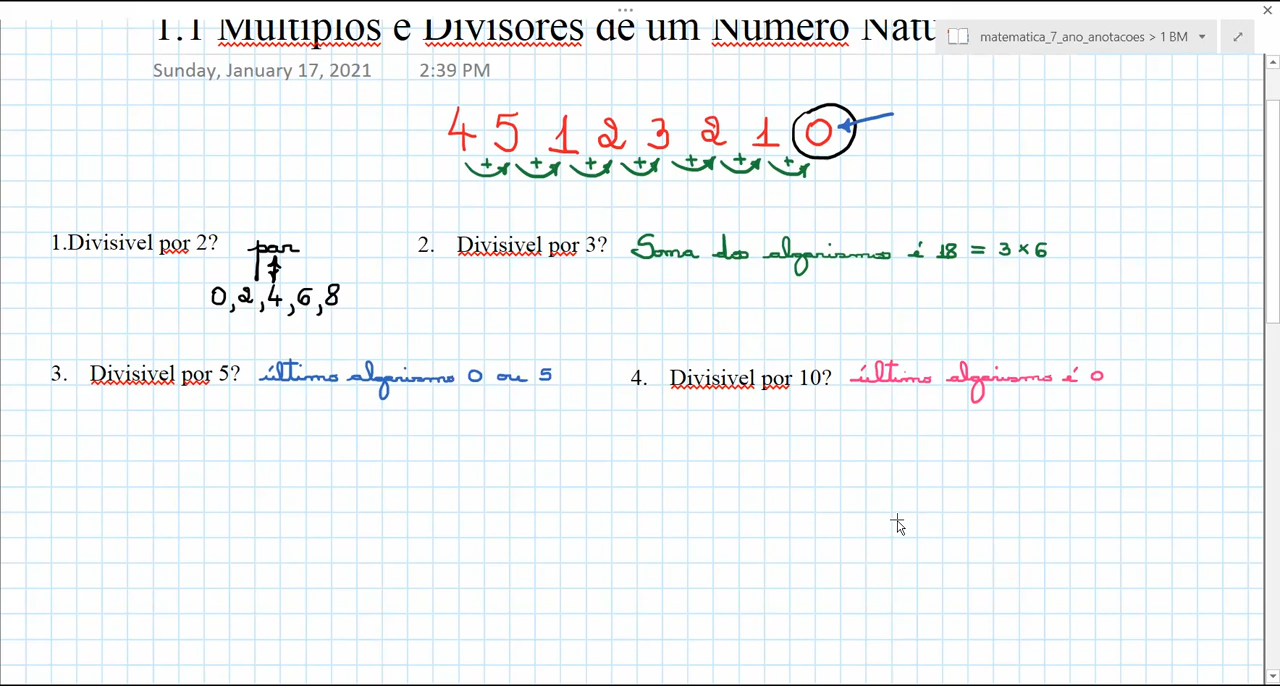 1.1 Múltiplos e Divisores de um Número Natu
matematica_7_ano_anotacoes > 1 BM
Sunday, January 17, 2021 2:39 PM
4 5 1 2 3 2 1 0
+ + + + + + +
1.Divisivel por 2? par
0,2,4,6,8
2. Divisivel por 3? Soma dos algarismos é 18 = 3 × 6
3. Divisivel por 5? último algarismo 0 ou 5
4. Divisivel por 10? último algarismo é 0